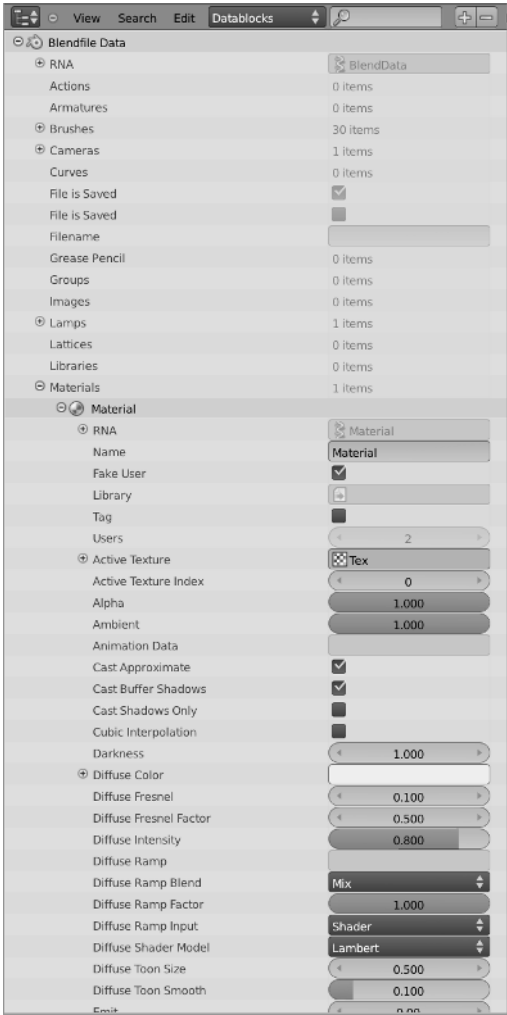 View Search Edit Datablocks
Blendfile Data
RNA BlendData
Actions 0 items
Armatures 0 items
Brushes 30 items
Cameras 1 items
Curves 0 items
File is Saved
File is Saved
Filename
Grease Pencil 0 items
Groups 0 items
Images 0 items
Lamps 1 items
Lattices 0 items
Libraries 0 items
Materials 1 items
Material
RNA Material
Name Material
Fake User
Library
Tag
Users 2
Active Texture Tex
Active Texture Index 0
Alpha 1.000
Ambient 1.000
Animation Data
Cast Approximate
Cast Buffer Shadows
Cast Shadows Only
Cubic Interpolation
Darkness 1.000
Diffuse Color
Diffuse Fresnel 0.100
Diffuse Fresnel Factor 0.500
Diffuse Intensity 0.800
Diffuse Ramp
Diffuse Ramp Blend Mix
Diffuse Ramp Factor 1.000
Diffuse Ramp Input Shader
Diffuse Shader Model Lambert
Diffuse Toon Size 0.500
Diffuse Toon Smooth 0.100
Emit 0.00